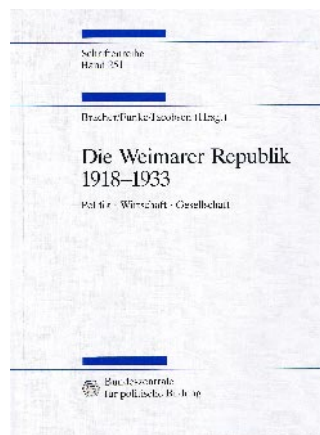 Schriftenreihe
Band 251
Bracher/Funke/Jacobsen (Hrsg.)
Die Weimarer Republik
1918–1933
Politik · Wirtschaft · Gesellschaft
Bundeszentrale
für politische Bildung